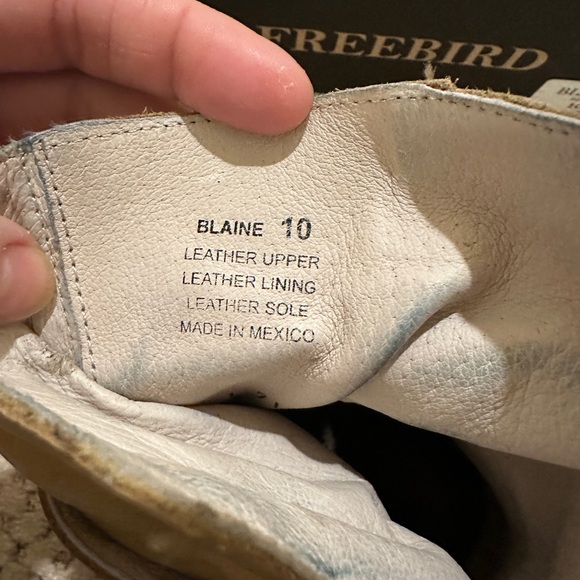 FREEBIRD
BLAINE 10
LEATHER UPPER
LEATHER LINING
LEATHER SOLE
MADE IN MEXICO